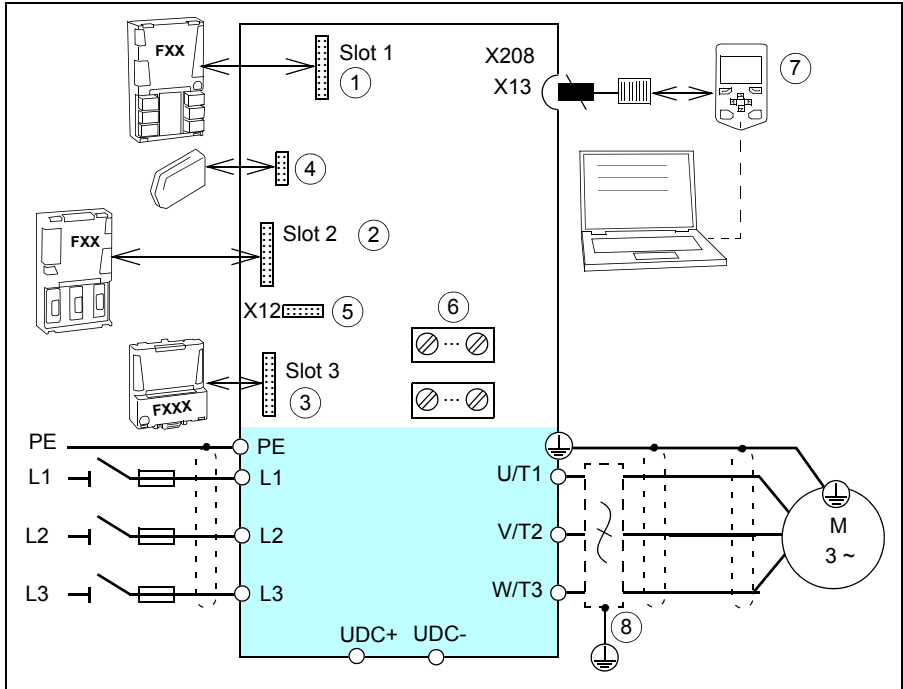 FXX
Slot 1
1
X208
X13
7
4
FXX
Slot 2
2
X12
5
6
FXXX
Slot 3
3
PE
PE
L1
L1
U/T1
L2
L2
V/T2
M
3 ~
L3
L3
W/T3
8
UDC+ UDC-